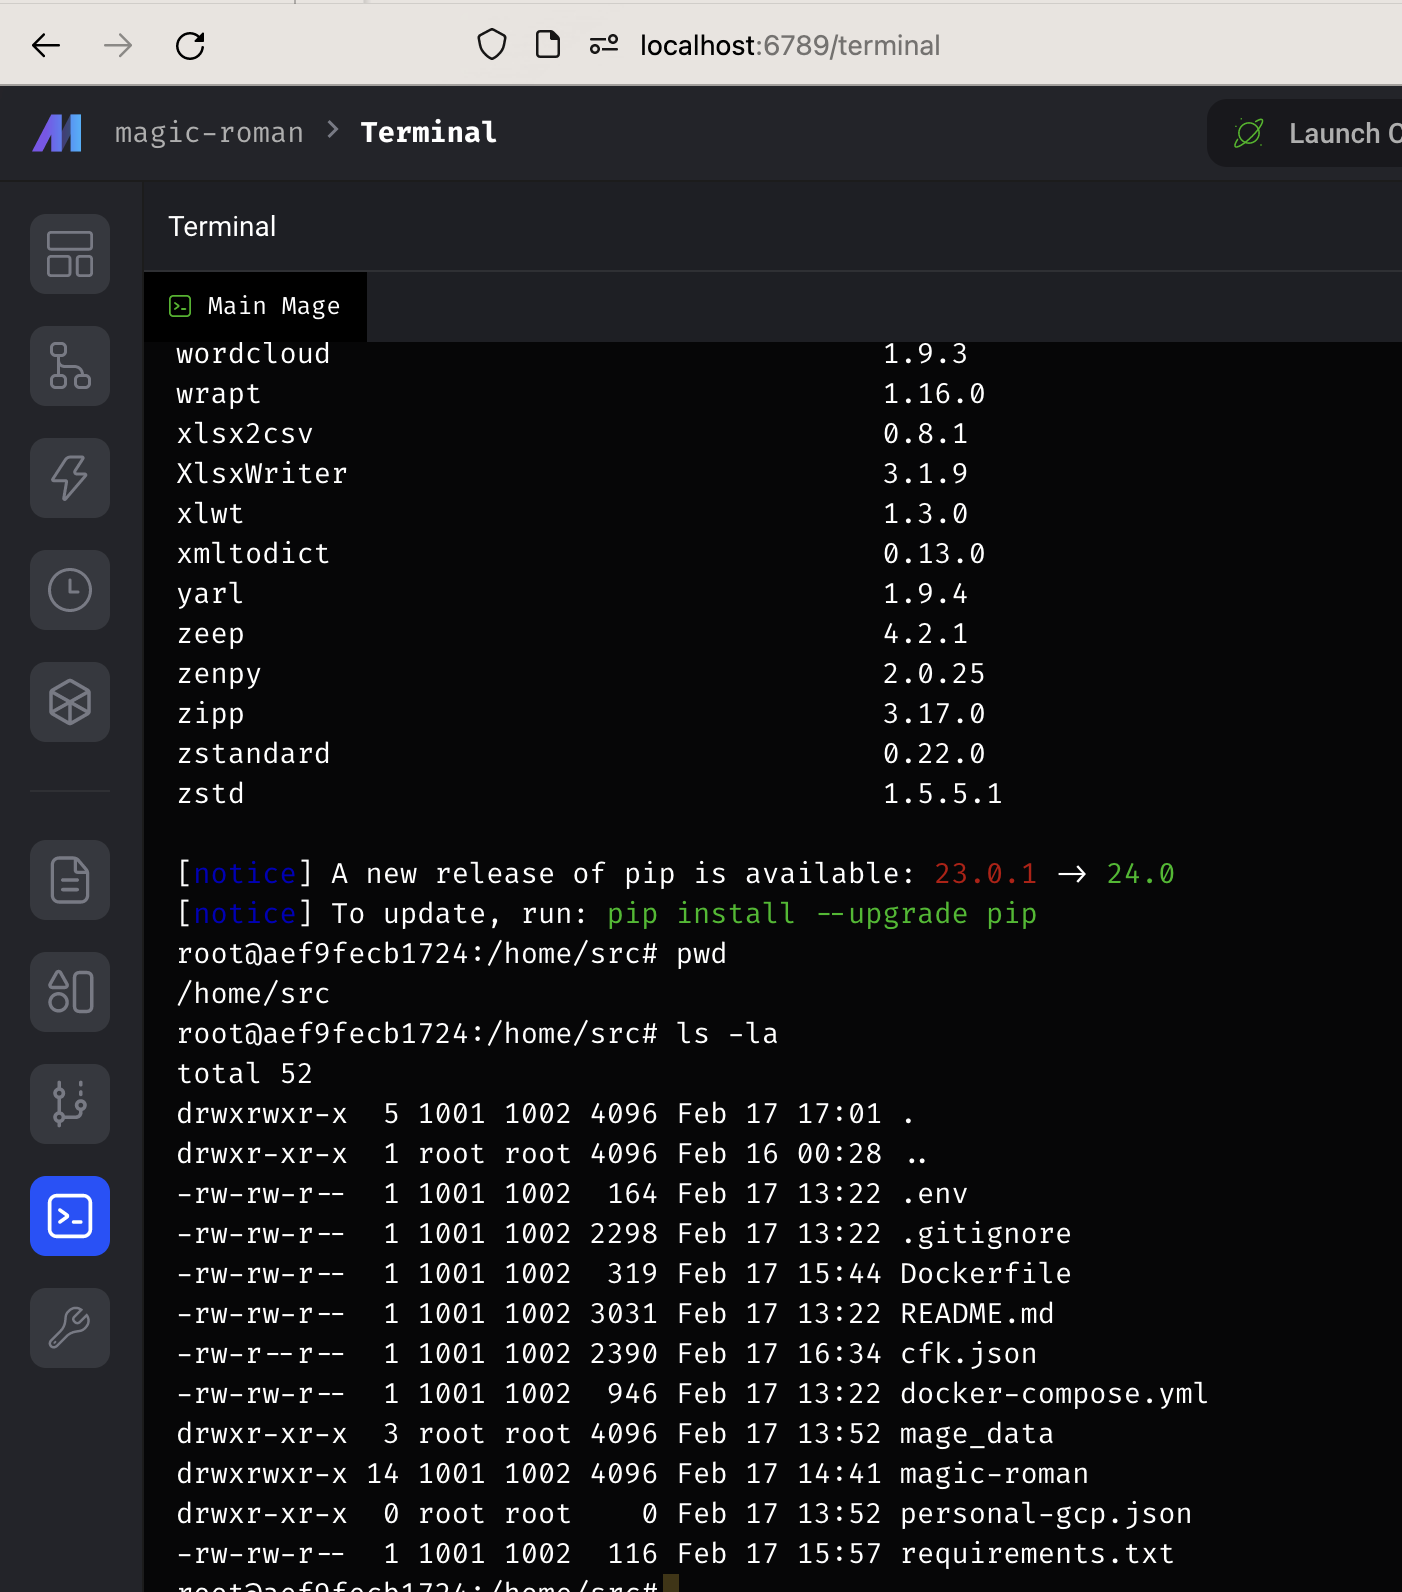 localhost:6789/terminal
magic-roman > Terminal
Launch
Terminal
Main Mage
wordcloud 1.9.3
wrapt 1.16.0
xlsx2csv 0.8.1
XlsxWriter 3.1.9
xlwt 1.3.0
xmltodict 0.13.0
yarl 1.9.4
zeep 4.2.1
zenpy 2.0.25
zipp 3.17.0
zstandard 0.22.0
zstd 1.5.5.1
[notice] A new release of pip is available: 23.0.1 -> 24.0
[notice] To update, run: pip install --upgrade pip
root@aef9fecb1724:/home/src# pwd
/home/src
root@aef9fecb1724:/home/src# ls -la
total 52
drwxrwxr-x 5 1001 1002 4096 Feb 17 17:01 .
drwxr-xr-x 1 root root 4096 Feb 16 00:28 ..
-rw-rw-r-- 1 1001 1002 164 Feb 17 13:22 .env
-rw-rw-r-- 1 1001 1002 2298 Feb 17 13:22 .gitignore
-rw-rw-r-- 1 1001 1002 319 Feb 17 15:44 Dockerfile
-rw-rw-r-- 1 1001 1002 3031 Feb 17 13:22 README.md
-rw-r--r-- 1 1001 1002 2390 Feb 17 16:34 cfk.json
-rw-rw-r-- 1 1001 1002 946 Feb 17 13:22 docker-compose.yml
drwxr-xr-x 3 root root 4096 Feb 17 13:52 mage_data
drwxrwxr-x 14 1001 1002 4096 Feb 17 14:41 magic-roman
drwxr-xr-x 0 root root 0 Feb 17 13:52 personal-gcp.json
-rw-rw-r-- 1 1001 1002 116 Feb 17 15:57 requirements.txt
root@aef9fecb1724:/home/src#